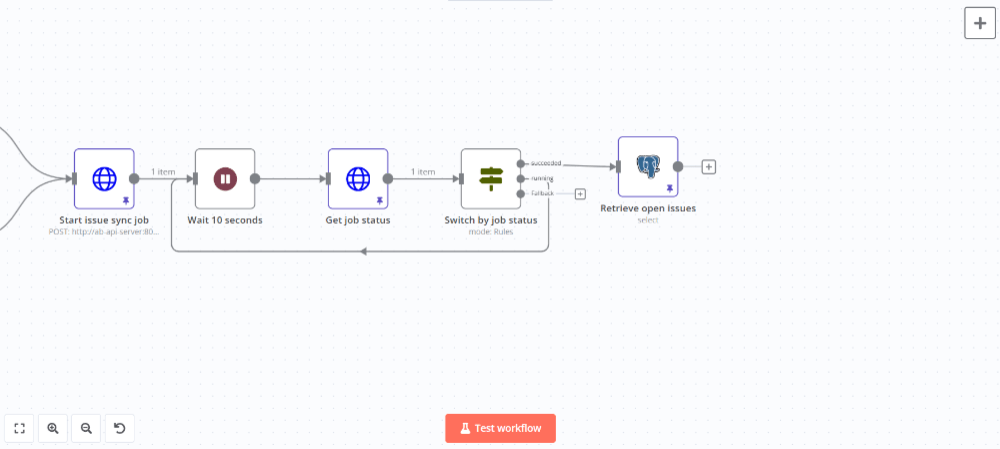 1 item
1 item
succeeded
running
Fallback
Start issue sync job
POST: http://ab-api-server:80...
Wait 10 seconds
Get job status
Switch by job status
mode: Rules
Retrieve open issues
select
Test workflow